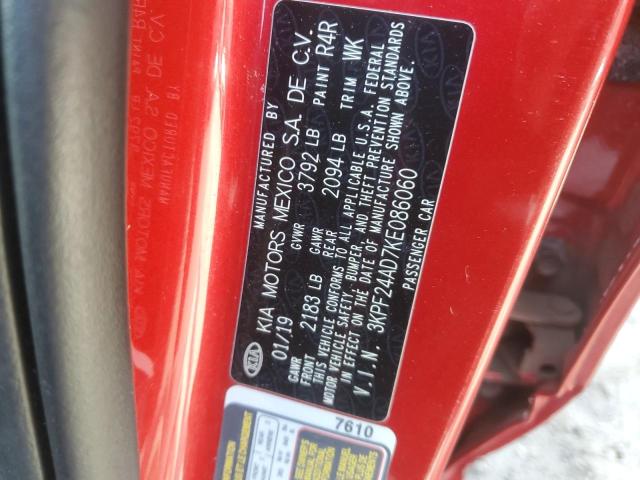 MANUFACTURED BY
KIA KIA MOTORS MEXICO S.A. DE C.V.
01/19 GVWR 3792 LB PAINT R4R
GAWR FRONT 2183 LB GAWR REAR 2094 LB TRIM WK
THIS VEHICLE CONFORMS TO ALL APPLICABLE U.S.A. FEDERAL
MOTOR VEHICLE SAFETY, BUMPER, AND THEFT PREVENTION STANDARDS
IN EFFECT ON THE DATE OF MANUFACTURE SHOWN ABOVE.
V.I.N 3KPF24AD7KE086060
PASSENGER CAR
7610